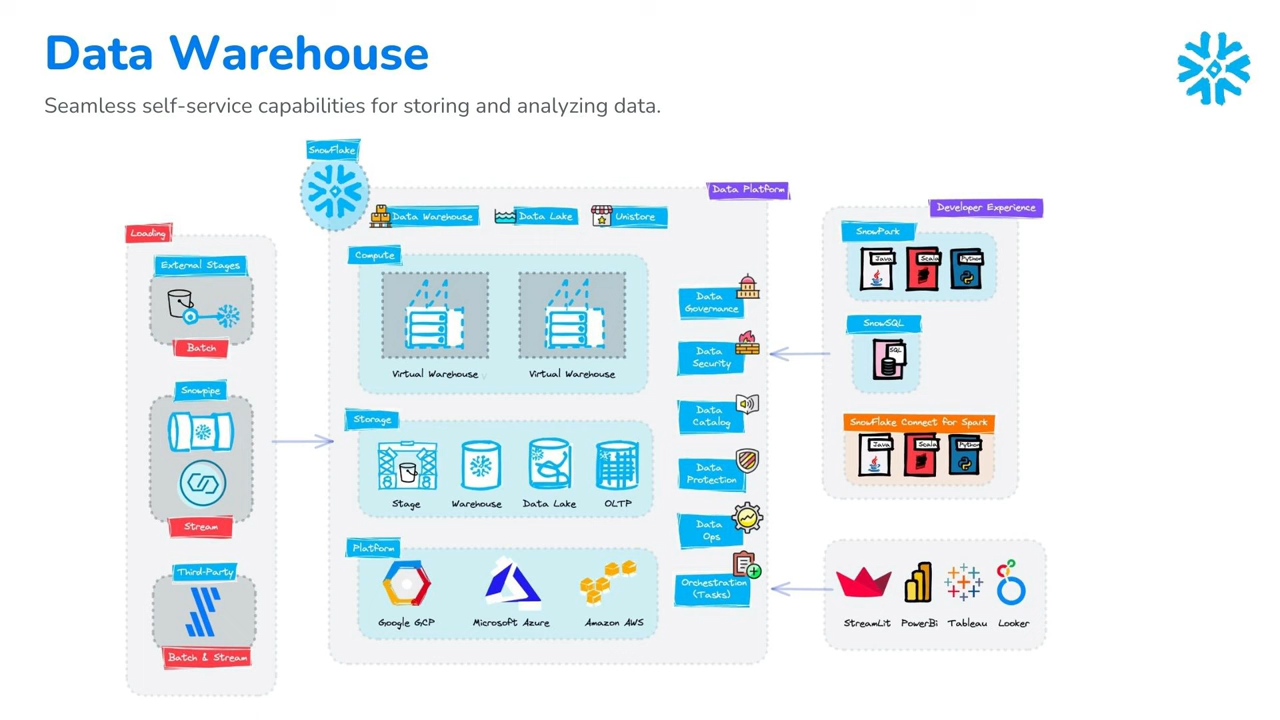 Data Warehouse
Seamless self-service capabilities for storing and analyzing data.
SnowFlake
Data Platform
Data Warehouse
Data Lake
Unistore
Loading
External Stages
Batch
Snowpipe
Stream
Third-Party
Batch & Stream
Compute
Virtual Warehouse
Virtual Warehouse
Storage
Stage
Warehouse
Data Lake
OLTP
Platform
Google GCP
Microsoft Azure
Amazon AWS
Data
Governance
Data
Security
Data
Catalog
Data
Protection
Data
Ops
Orchestration
(Tasks)
Developer Experience
SnowPark
Java
Scala
Python
SnowSQL
SQL
SnowFlake Connect For Spark
Java
Scala
Python
StreamLit
PowerBi
Tableau
Looker